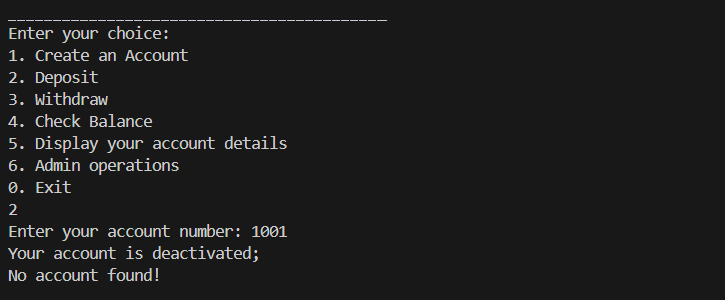 __________________________________________
Enter your choice:
1. Create an Account
2. Deposit
3. Withdraw
4. Check Balance
5. Display your account details
6. Admin operations
0. Exit
2
Enter your account number: 1001
Your account is deactivated;
No account found!